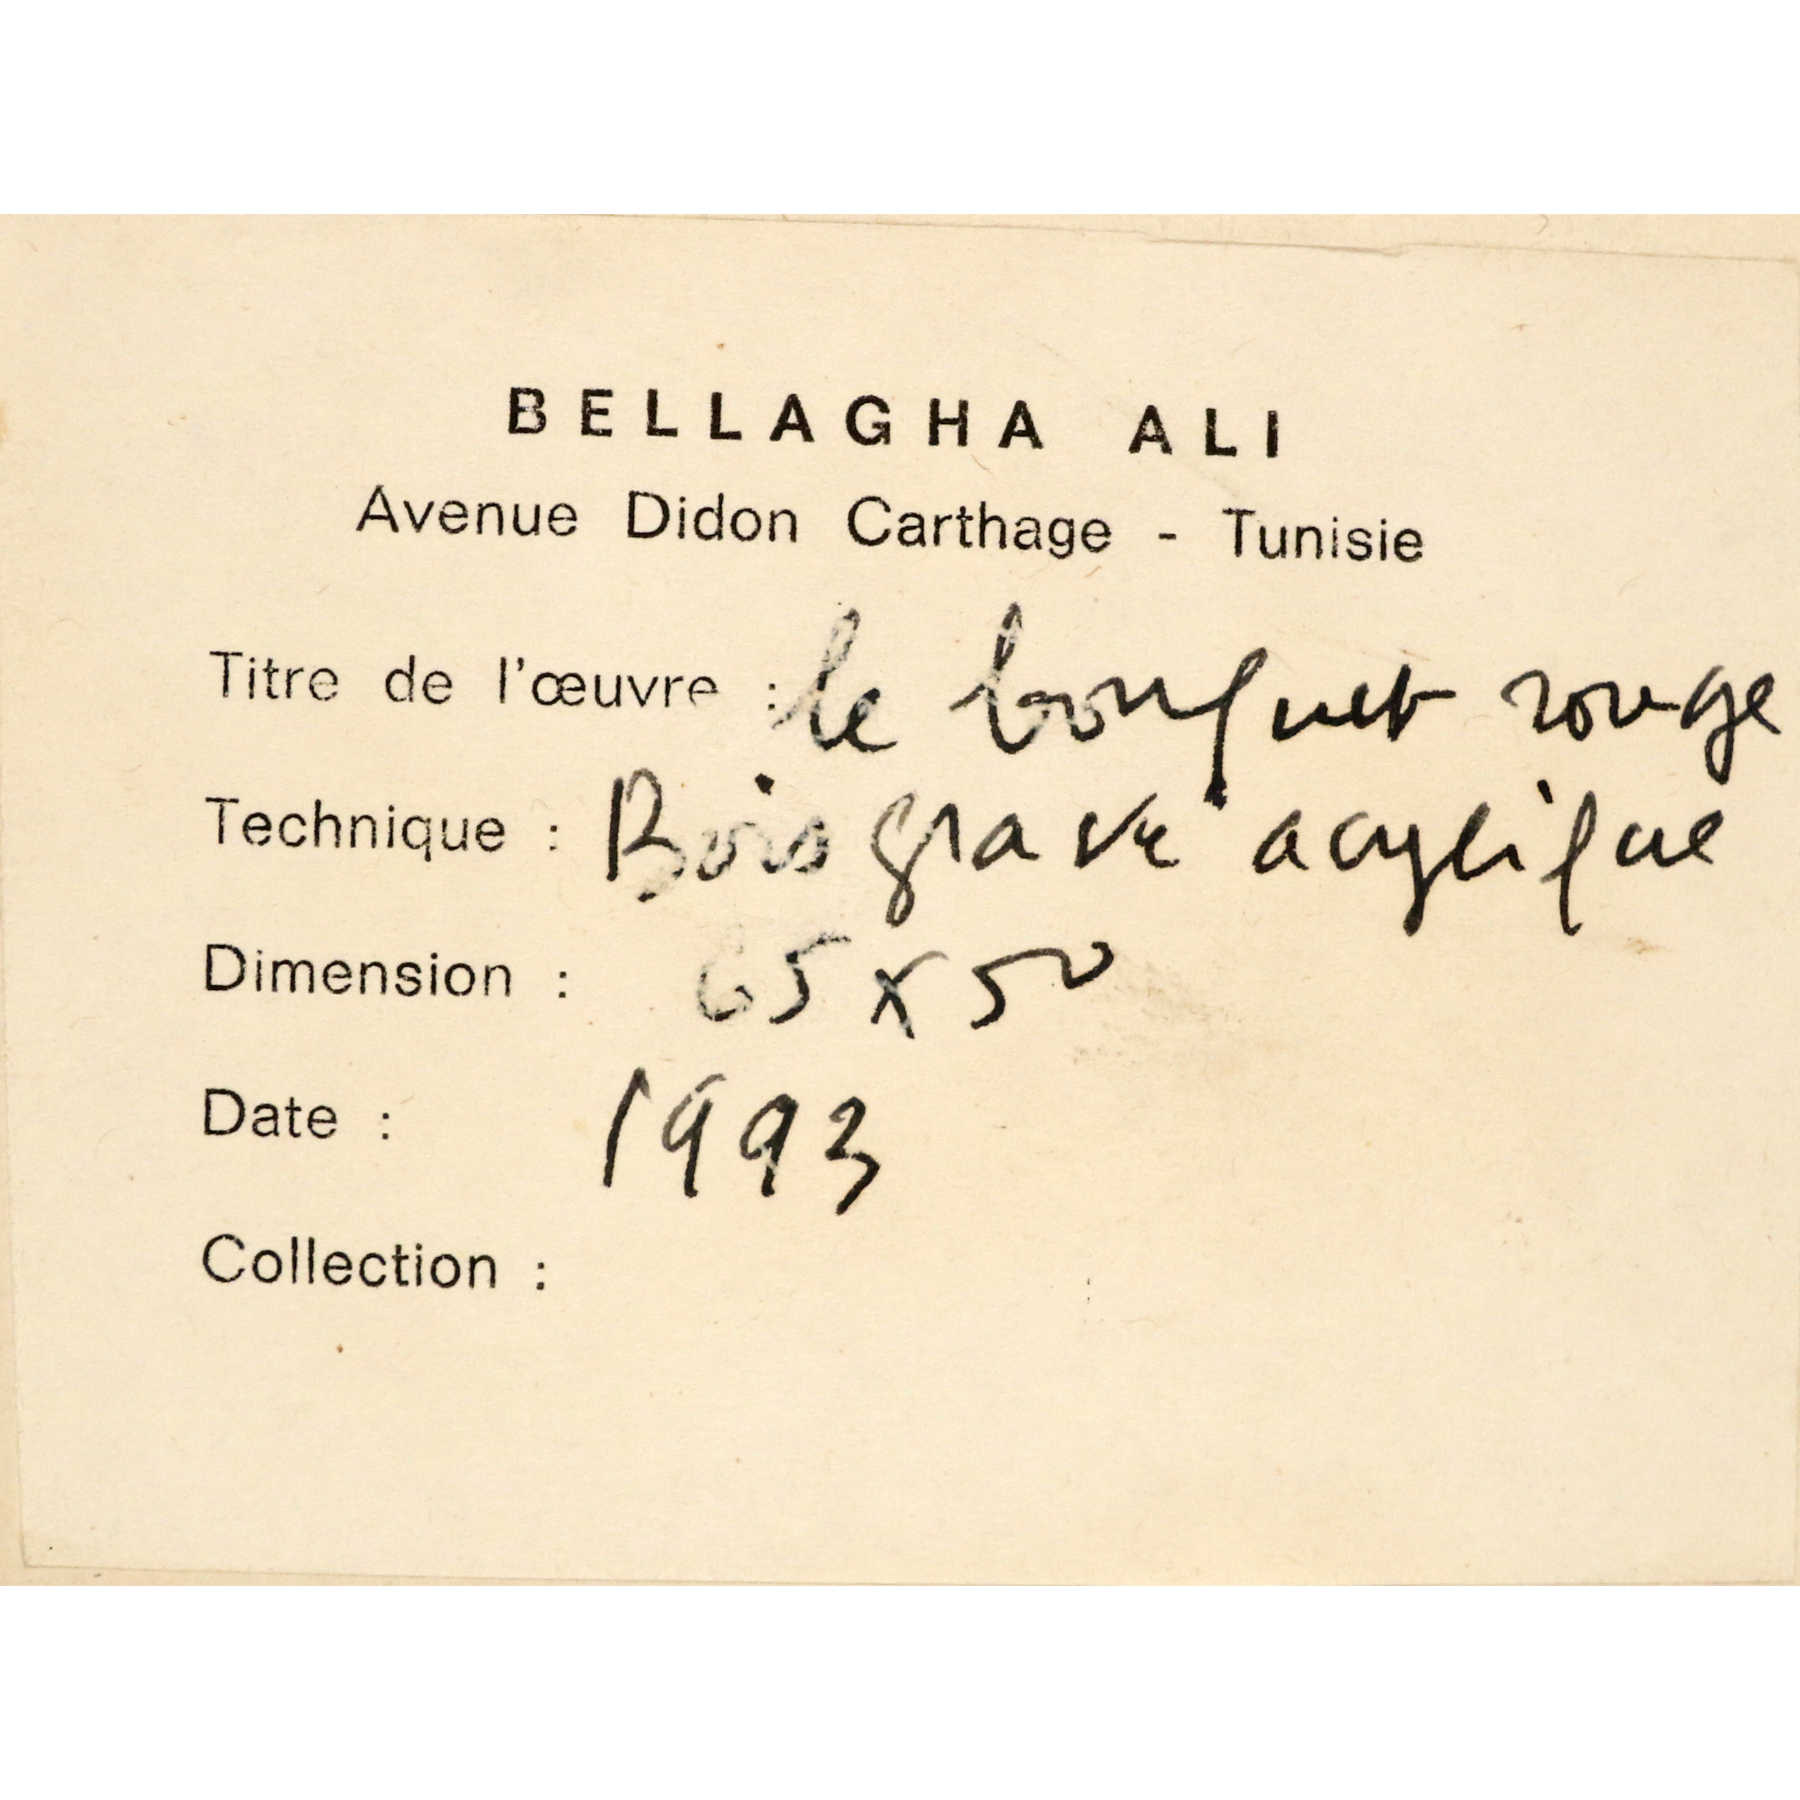 BELLAGHA ALI
Avenue Didon Carthage - Tunisie
Titre de l'œuvre : le bouquet rouge
Technique : Bois gravé acrylique
Dimension : 65 x 50
Date : 1993
Collection :